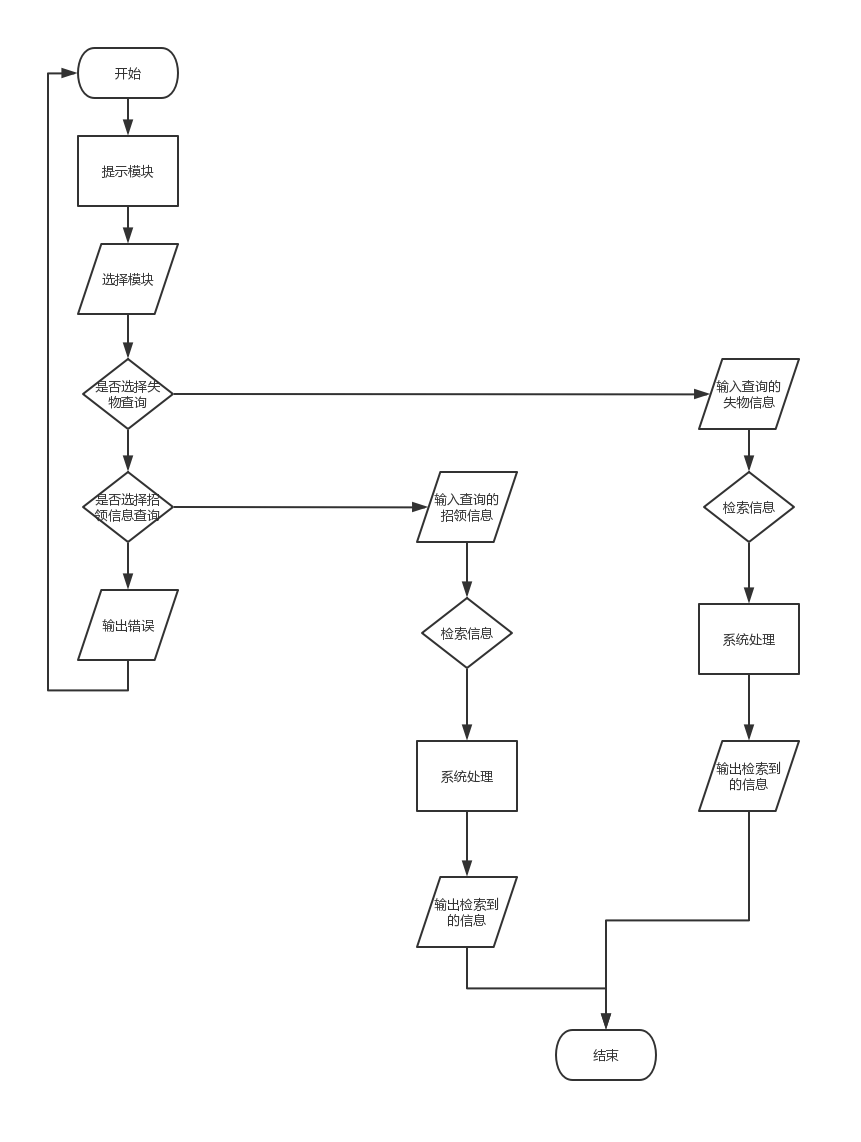 开始
提示模块
选择模块
是否选择失
物查询
输入查询的
失物信息
是否选择招
领信息查询
输入查询的
招领信息
检索信息
输出错误
检索信息
系统处理
系统处理
输出检索到
的信息
输出检索到
的信息
结束